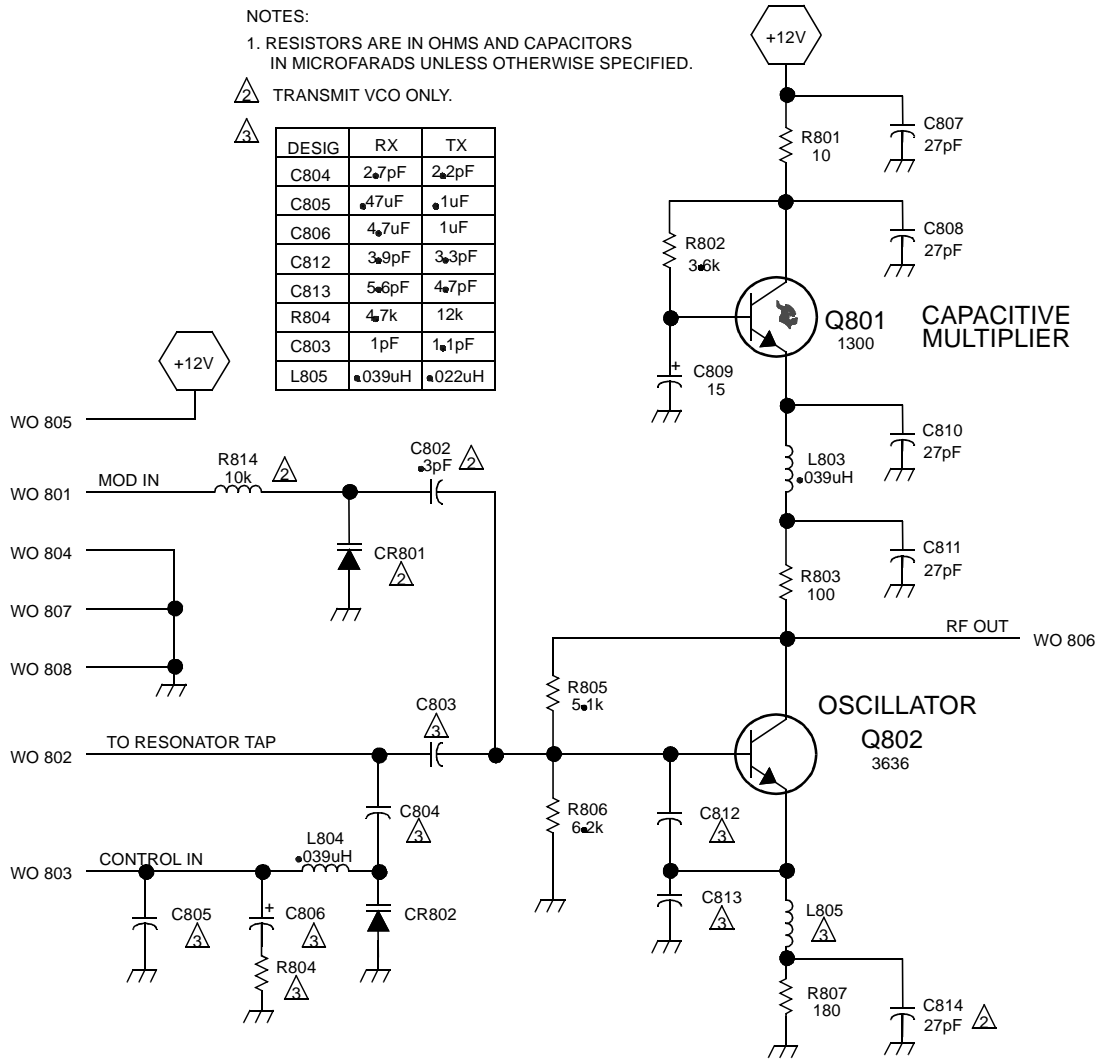 NOTES:
1. RESISTORS ARE IN OHMS AND CAPACITORS
IN MICROFARADS UNLESS OTHERWISE SPECIFIED.
2 TRANSMIT VCO ONLY.
3
DESIG RX TX
C804 2.7pF 2.2pF
C805 .47uF .1uF
C806 4.7uF 1uF
C812 3.9pF 3.3pF
C813 5.6pF 4.7pF
R804 4.7k 12k
C803 1pF 1.1pF
L805 .039uH .022uH
+12V
R801
10
C807
27pF
R802
3.6k
C808
27pF
Q801
1300
CAPACITIVE
MULTIPLIER
C809
15
+
C810
27pF
L803
.039uH
C811
27pF
R803
100
RF OUT
WO 806
+12V
WO 805
WO 801
MOD IN
R814
10k
2
C802
.3pF
2
CR801
2
WO 804
WO 807
WO 808
WO 802
TO RESONATOR TAP
C803
3
R805
5.1k
OSCILLATOR
Q802
3636
C804
3
R806
6.2k
C812
3
WO 803
CONTROL IN
L804
.039uH
C805
3
+
C806
3
CR802
C813
3
L805
3
R804
3
R807
180
C814
27pF
2